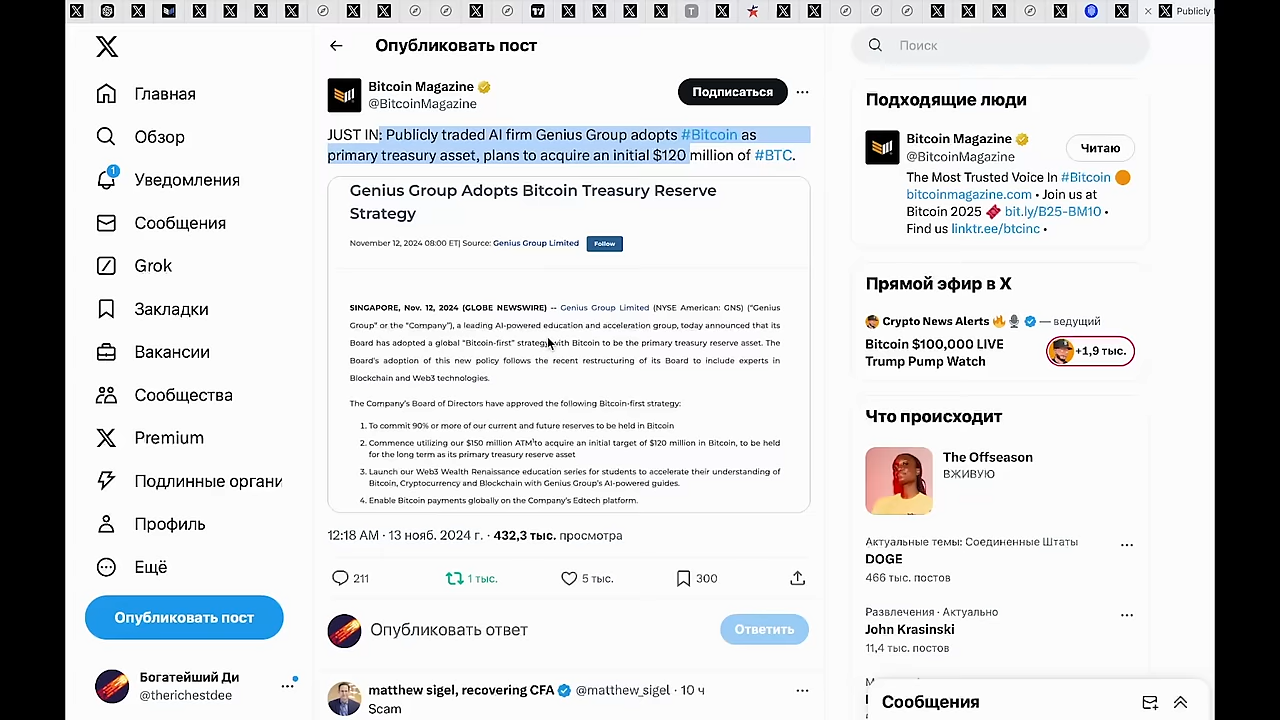 Publicly
Опубликовать пост
Поиск
Главная
Обзор
1
Уведомления
Сообщения
Grok
Закладки
Вакансии
Сообщества
Premium
Подлинные органи
Профиль
Ещё
Опубликовать пост
Богатейший Ди
@therichestdee
Bitcoin Magazine
@BitcoinMagazine
Подписаться
JUST IN: Publicly traded AI firm Genius Group adopts #Bitcoin as
primary treasury asset, plans to acquire an initial $120 million of #BTC.
Genius Group Adopts Bitcoin Treasury Reserve
Strategy
November 12, 2024 08:00 ET| Source: Genius Group Limited Follow
SINGAPORE, Nov. 12, 2024 (GLOBE NEWSWIRE) -- Genius Group Limited (NYSE American: GNS) ("Genius
Group" or the "Company"), a leading AI-powered education and acceleration group, today announced that its
Board has adopted a global "Bitcoin-first" strategy with Bitcoin to be the primary treasury reserve asset. The
Board's adoption of this new policy follows the recent restructuring of its Board to include experts in
Blockchain and Web3 technologies.
The Company's Board of Directors have approved the following Bitcoin-first strategy:
1. To commit 90% or more of our current and future reserves to be held in Bitcoin
2. Commence utilizing our $150 million ATM¹to acquire an initial target of $120 million in Bitcoin, to be held
for the long term as its primary treasury reserve asset
3. Launch our Web3 Wealth Renaissance education series for students to accelerate their understanding of
Bitcoin, Cryptocurrency and Blockchain with Genius Group's AI-powered guides.
4. Enable Bitcoin payments globally on the Company's Edtech platform.
12:18 AM · 13 нояб. 2024 г. · 432,3 тыс. просмотра
211
1 тыс.
5 тыс.
300
Опубликовать ответ
Ответить
matthew sigel, recovering CFA @matthew_sigel · 10 ч
Scam
Подходящие люди
Bitcoin Magazine
@BitcoinMagazine
Читаю
The Most Trusted Voice In #Bitcoin
bitcoinmagazine.com • Join us at
Bitcoin 2025 bit.ly/B25-BM10 •
Find us linktr.ee/btcinc •
Прямой эфир в X
Crypto News Alerts — ведущий
Bitcoin $100,000 LIVE
Trump Pump Watch
+1,9 тыс.
Что происходит
The Offseason
ВЖИВУЮ
Актуальные темы: Соединенные Штаты
DOGE
466 тыс. постов
Развлечения · Актуально
John Krasinski
11,4 тыс. постов
Сообщения